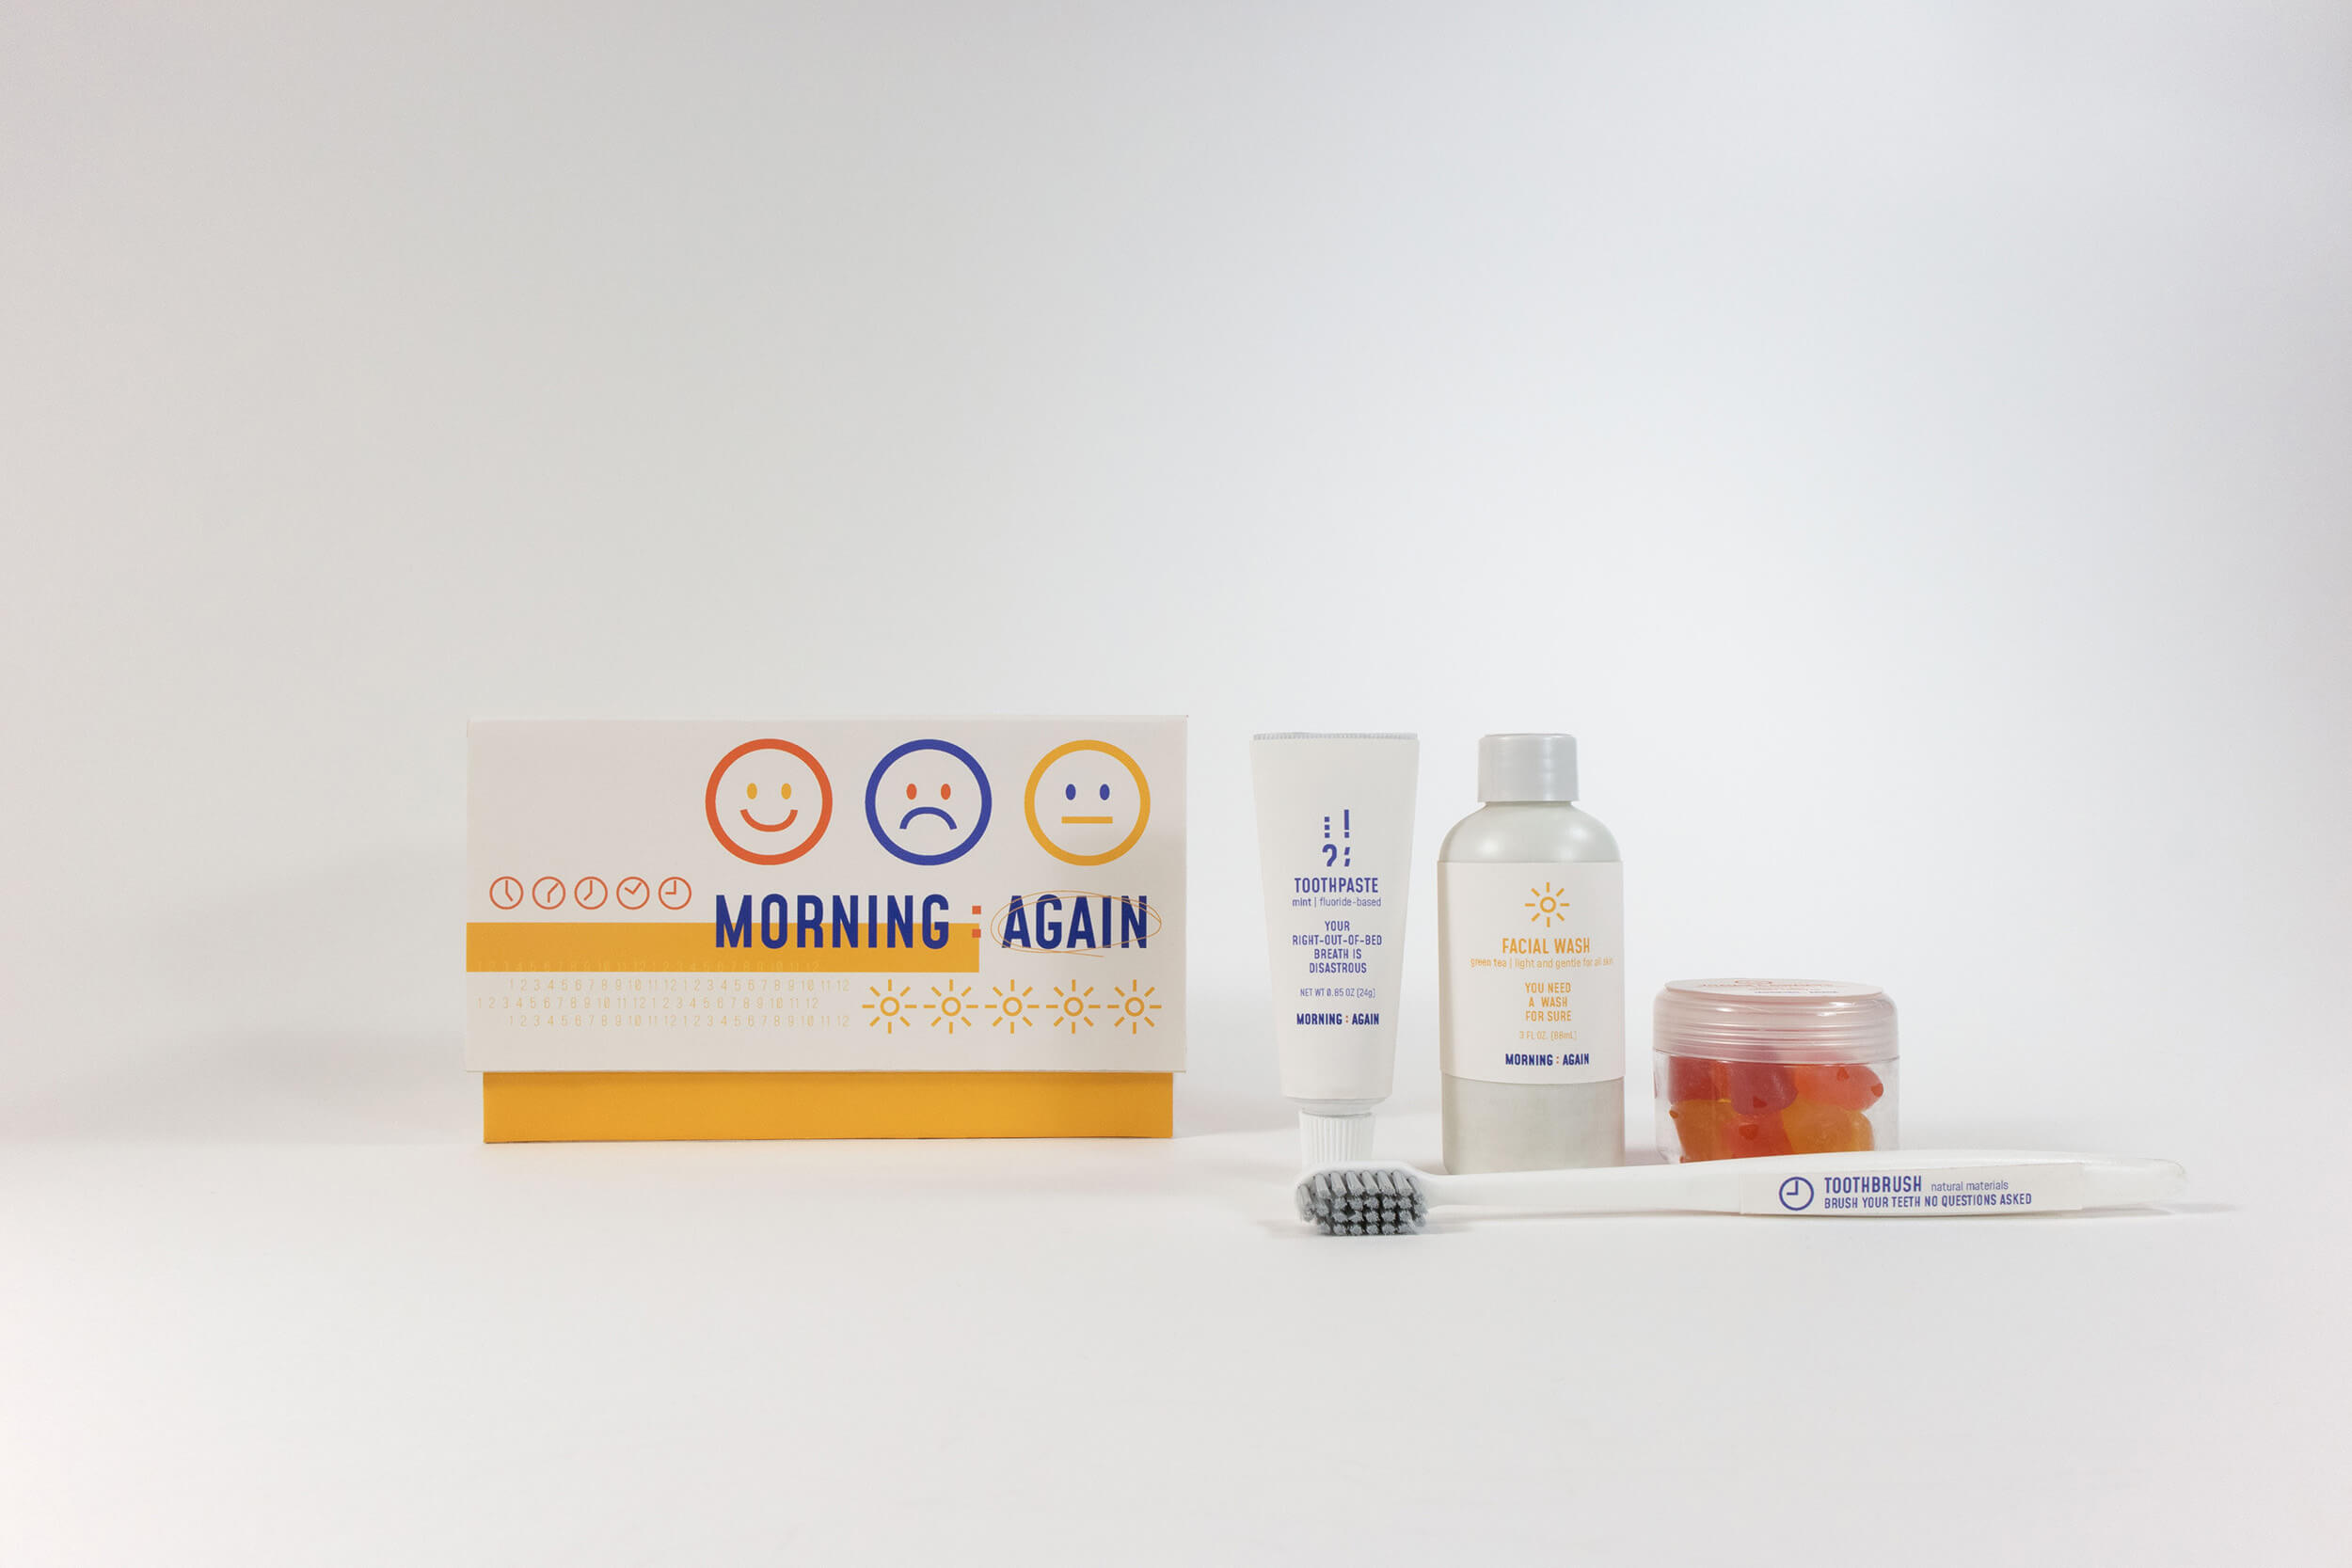 MORNING : AGAIN
1 2 3 4 5 6 7 8 9 10 11 12 1 2 3 4 5 6 7 8 9 10 11 12
1 2 3 4 5 6 7 8 9 10 11 12 1 2 3 4 5 6 7 8 9 10 11 12
1 2 3 4 5 6 7 8 9 10 11 12 1 2 3 4 5 6 7 8 9 10 11 12
: !
? ;
TOOTHPASTE
mint | fluoride-based
YOUR
RIGHT-OUT-OF-BED
BREATH IS
DISASTROUS
NET WT 0.85 OZ (24g)
MORNING : AGAIN
FACIAL WASH
green tea | light and gentle for all skin
YOU NEED
A WASH
FOR SURE
3 FL OZ. (88mL)
MORNING : AGAIN
TOOTHBRUSH natural materials
BRUSH YOUR TEETH NO QUESTIONS ASKED